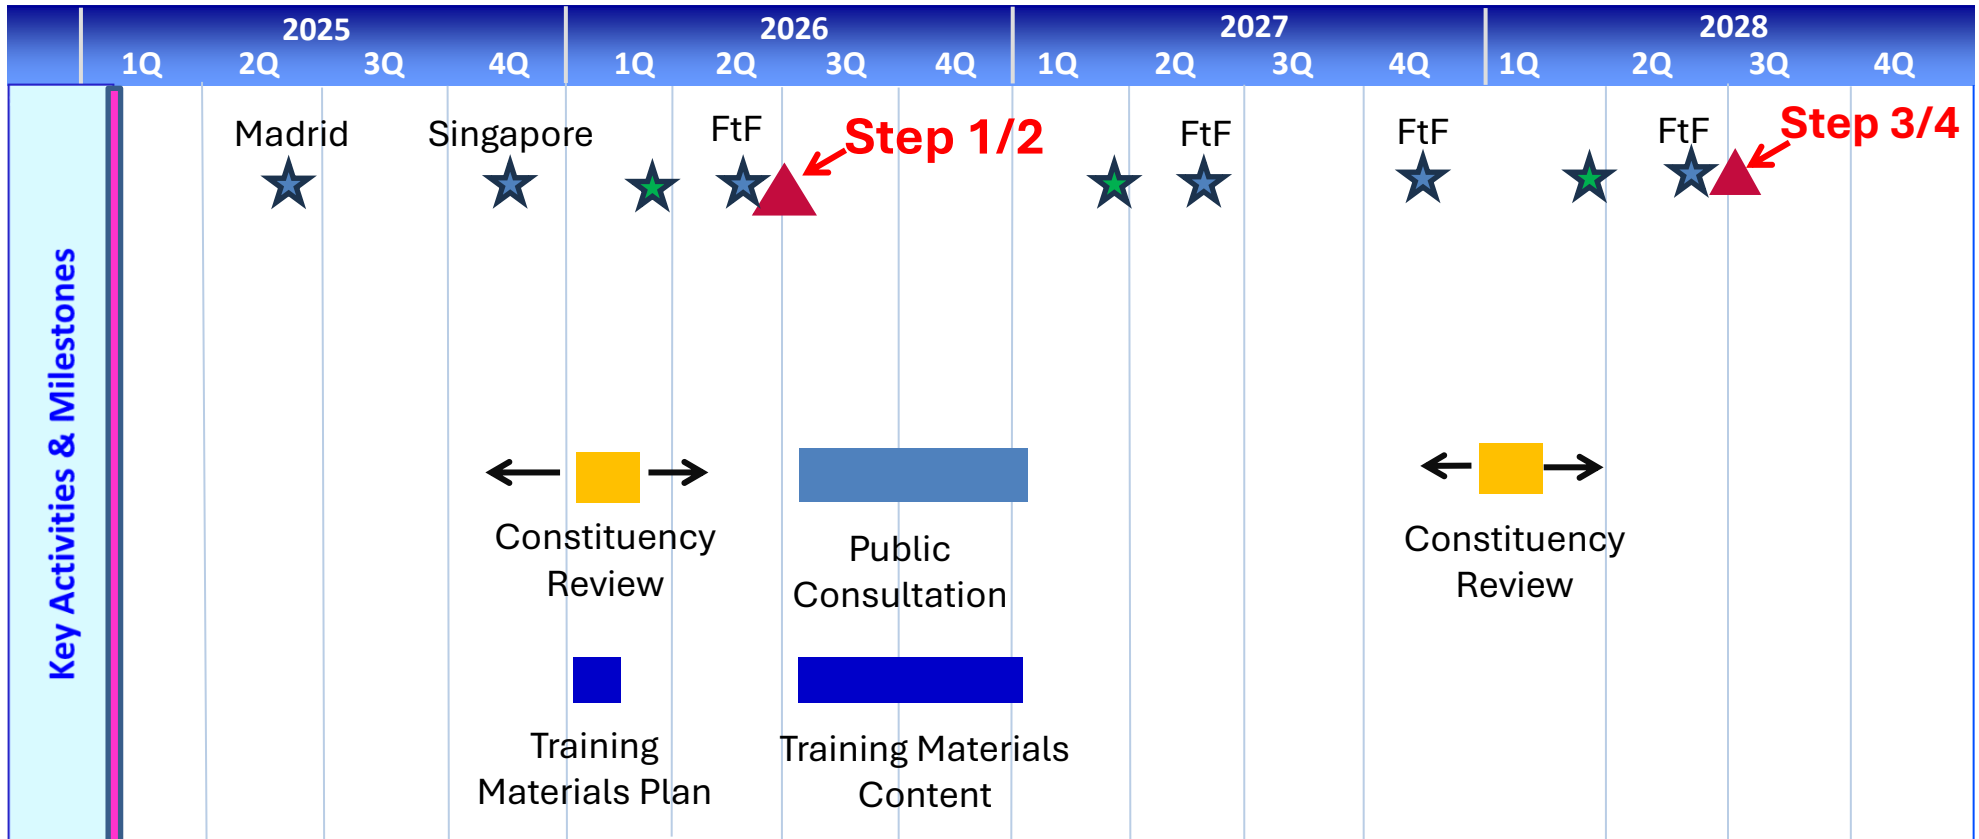 2025 2026 2027 2028
1Q 2Q 3Q 4Q 1Q 2Q 3Q 4Q 1Q 2Q 3Q 4Q 1Q 2Q 3Q 4Q
Key Activities & Milestones
Madrid
Singapore
FtF
Step 1/2
FtF
FtF
FtF
Step 3/4
Constituency
Review
Public
Consultation
Constituency
Review
Training
Materials Plan
Training Materials
Content